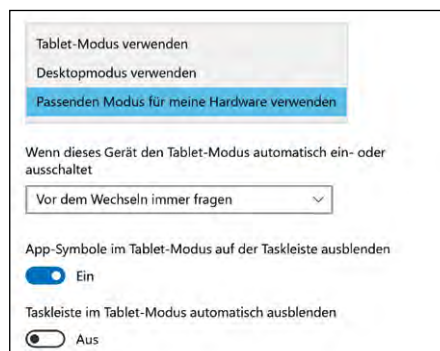 Tablet-Modus verwenden
Desktopmodus verwenden
Passenden Modus für meine Hardware verwenden
Wenn dieses Gerät den Tablet-Modus automatisch ein- oder
ausschaltet
Vor dem Wechseln immer fragen
App-Symbole im Tablet-Modus auf der Taskleiste ausblenden
Ein
Taskleiste im Tablet-Modus automatisch ausblenden
Aus